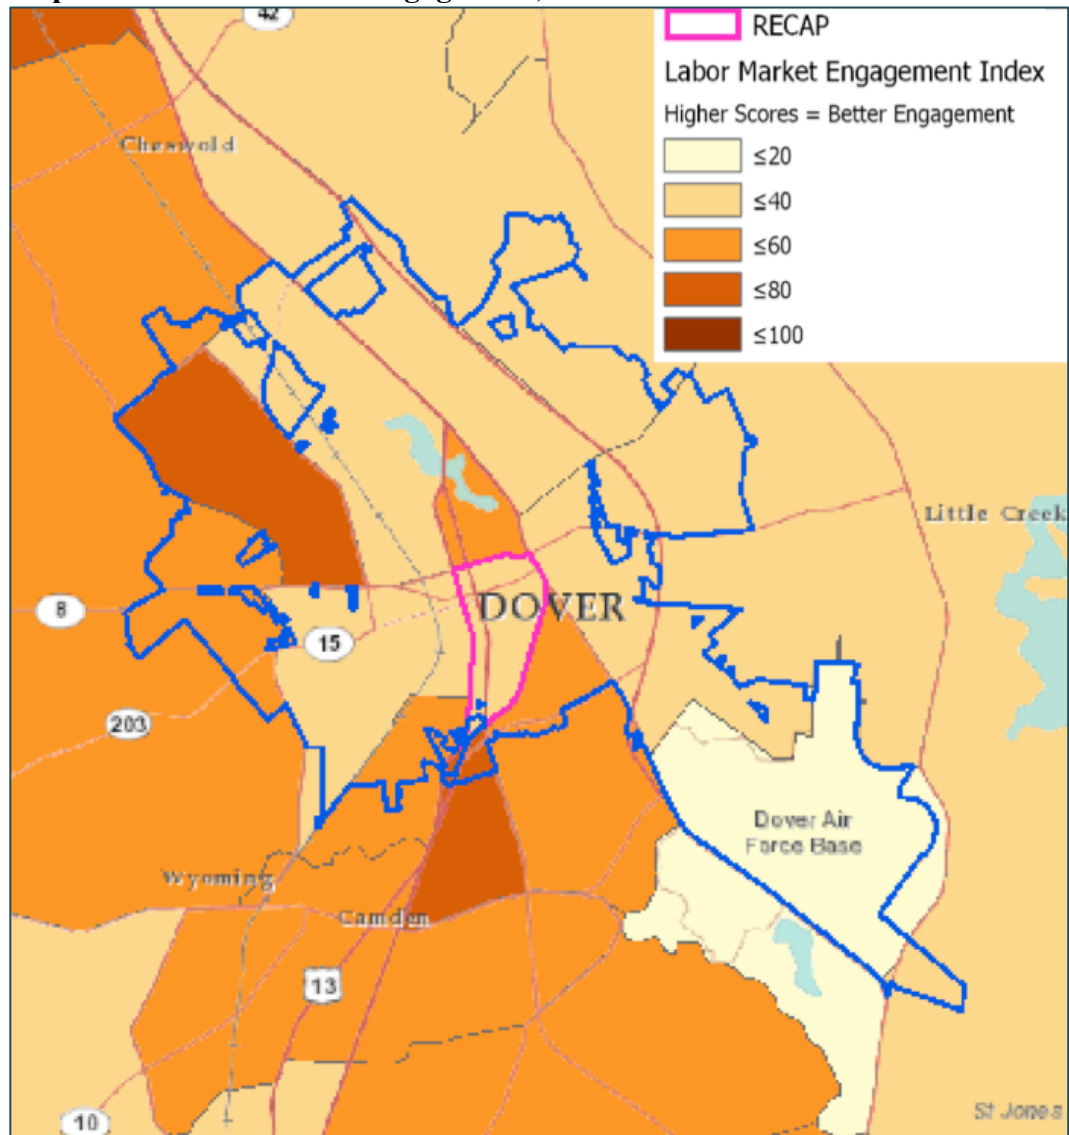 42
RECAP
Labor Market Engagement Index
Higher Scores = Better Engagement
≤20
≤40
≤60
≤80
≤100
Cheswold
Little Creek
8
DOVER
15
203
Dover Air
Force Base
Wyoming
Camden
13
10
St Jones